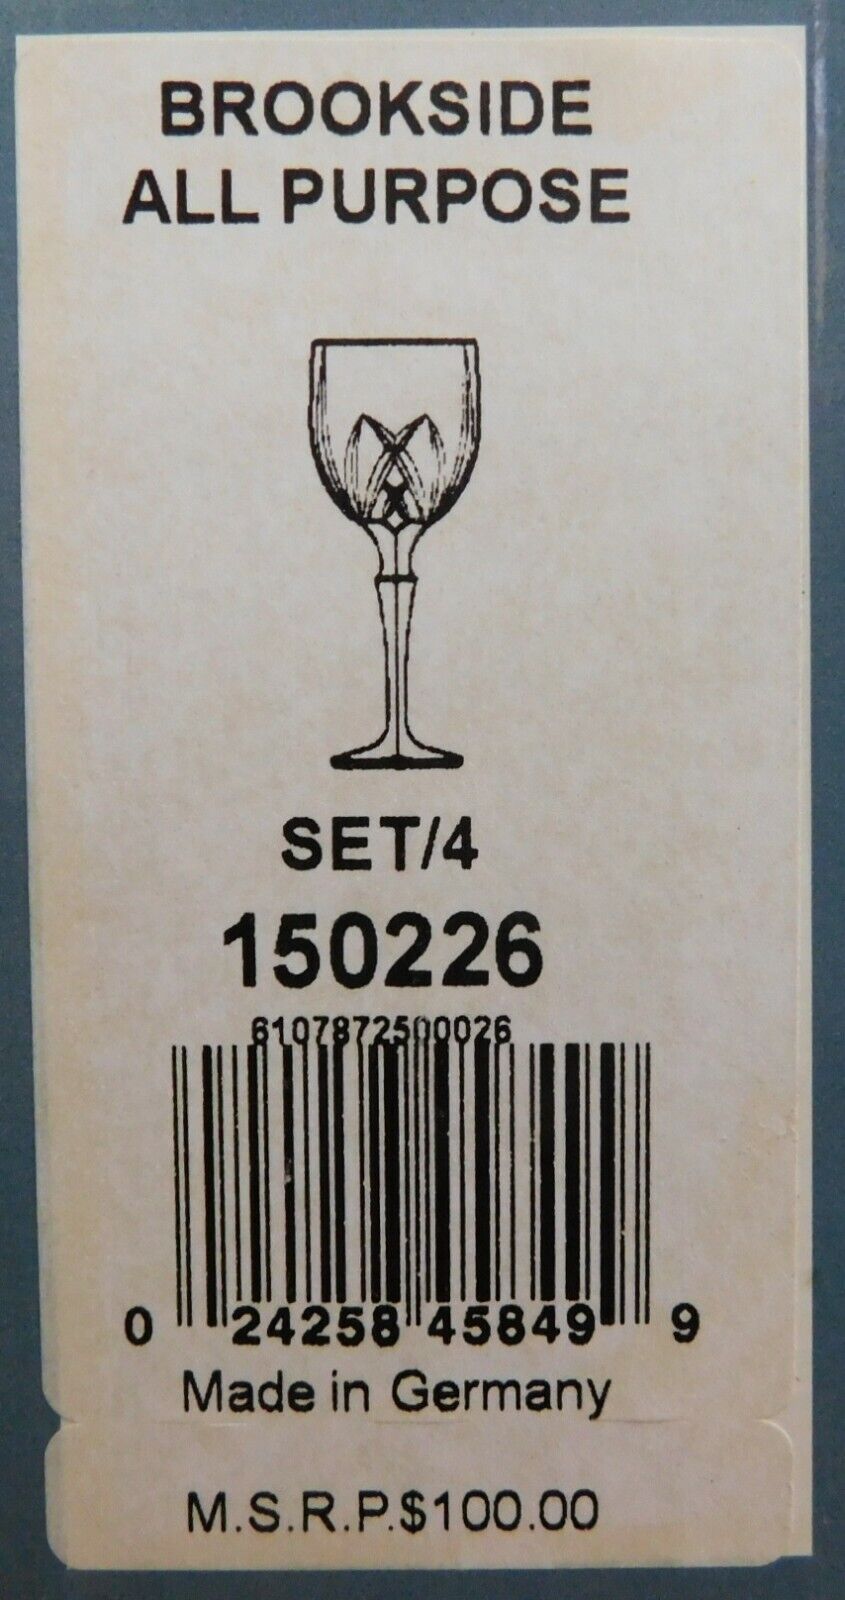 BROOKSIDE
ALL PURPOSE
SET/4
150226
6107872500026
0 24258 45849 9
Made in Germany
M.S.R.P.$100.00